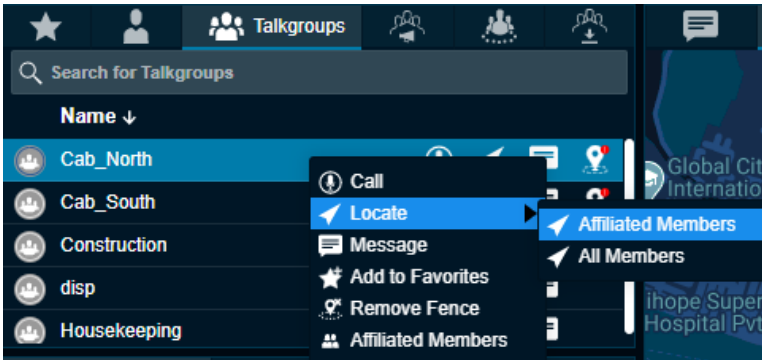 Talkgroups
Search for Talkgroups
Name
Cab_North
Cab_South
Construction
disp
Housekeeping
Call
Locate
Message
Add to Favorites
Remove Fence
Affiliated Members
Affiliated Members
All Members
Global Cit
Internatio
ihope Super
Hospital Pvt